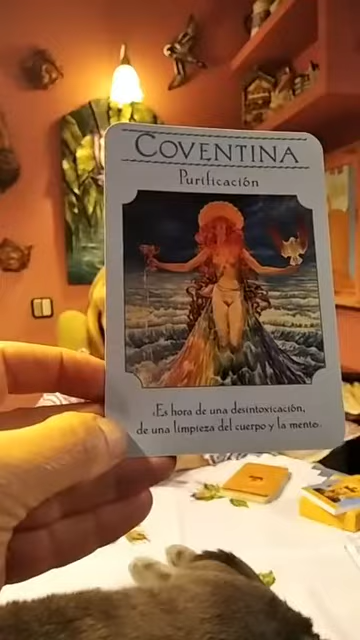 COVENTINA
Purificación
Es hora de una desintoxicación,
de una limpieza del cuerpo y la mente.